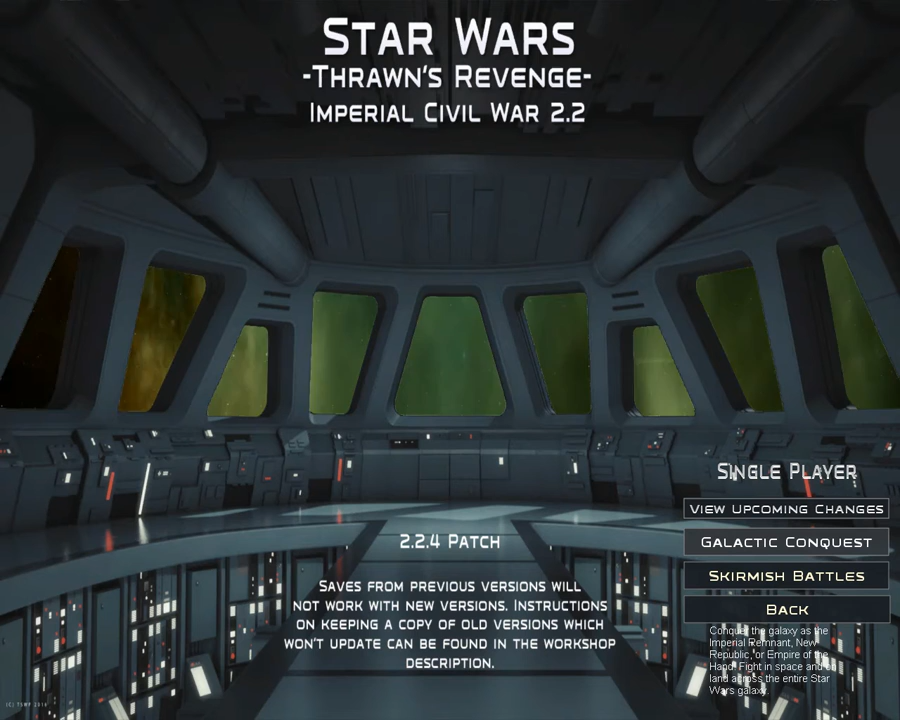 Star Wars
-Thrawn's Revenge-
Imperial Civil War 2.2
Single Player
View Upcoming Changes
Galactic Conquest
Skirmish Battles
Back
2.2.4 Patch
Saves from previous versions will
not work with new versions. Instructions
on keeping a copy of old versions which
won't update can be found in the workshop
description.
Conquer the galaxy as the
Imperial Remnant, New
Republic, or Empire of the
Hand. Fight in space and on
land across the entire Star
Wars galaxy.